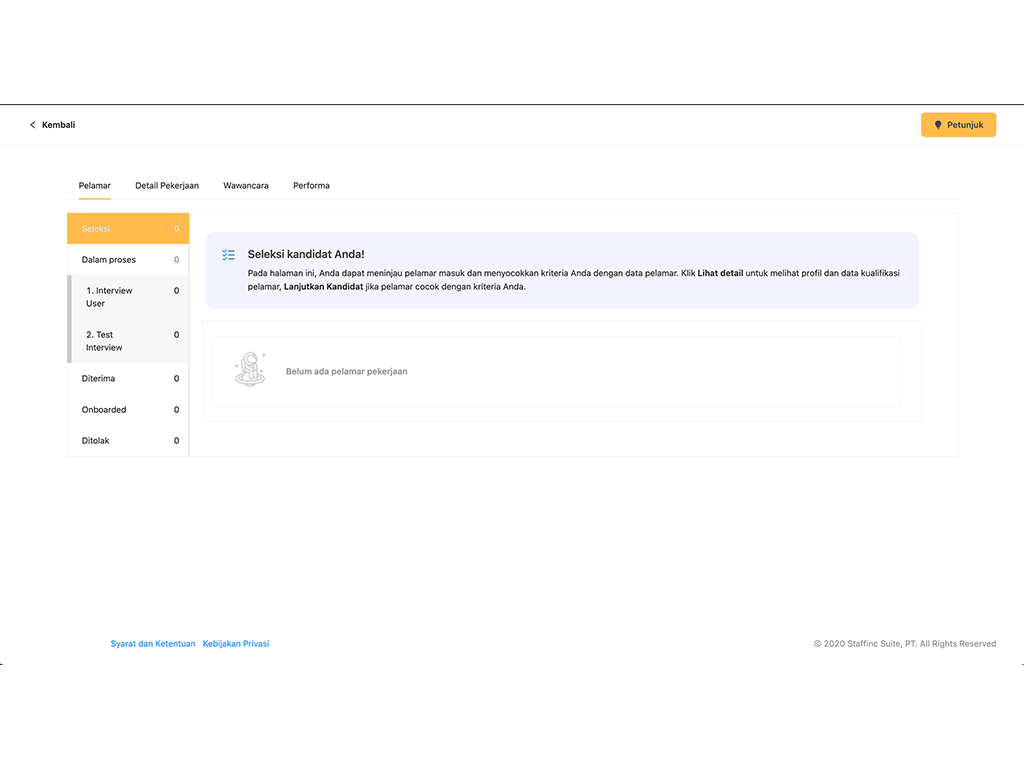 Kembali
Petunjuk
Pelamar Detail Pekerjaan Wawancara Performa
Seleksi 0
Dalam proses 0
1. Interview 0
User
2. Test 0
Interview
Diterima 0
Onboarded 0
Ditolak 0
Seleksi kandidat Anda!
Pada halaman ini, Anda dapat meninjau pelamar masuk dan menyocokkan kriteria Anda dengan data pelamar. Klik Lihat detail untuk melihat profil dan data kualifikasi
pelamar, Lanjutkan Kandidat jika pelamar cocok dengan kriteria Anda.
Belum ada pelamar pekerjaan
Syarat dan Ketentuan Kebijakan Privasi
© 2020 Staffinc Suite, PT. All Rights Reserved